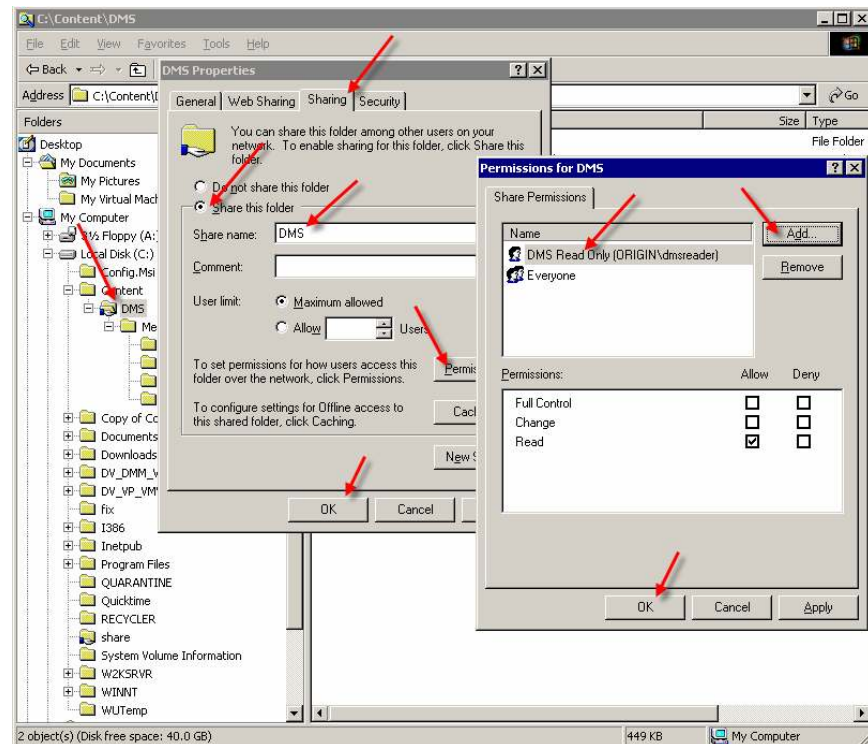 C:\Content\DMS
File Edit View Favorites Tools Help
Back
Address C:\Content\
Go
Folders
Size Type
File Folder
Desktop
My Documents
My Pictures
My Virtual Mach
My Computer
3½ Floppy (A:
Local Disk (C:)
Config.Msi
Content
DMS
Me
Copy of Co
Documents
Downloads
DV_DMM_V
DV_VP_VM
fix
I386
Inetpub
Program Files
QUARANTINE
Quicktime
RECYCLER
share
System Volume Information
W2KSRVR
WINNT
WUTemp
2 object(s) (Disk free space: 40.0 GB)
449 KB
My Computer
DMS Properties
General Web Sharing Sharing Security
You can share this folder among other users on your
network. To enable sharing for this folder, click Share this
folder.
Do not share this folder
Share this folder
Share name: DMS
Comment:
User limit: Maximum allowed
Allow Users
To set permissions for how users access this
folder over the network, click Permissions.
Permis
To configure settings for Offline access to
this shared folder, click Caching.
Cac
New S
OK Cancel
Permissions for DMS
Share Permissions
Name
DMS Read Only (ORIGIN\dmsreader)
Everyone
Add...
Remove
Permissions: Allow Deny
Full Control
Change
Read
OK Cancel Apply